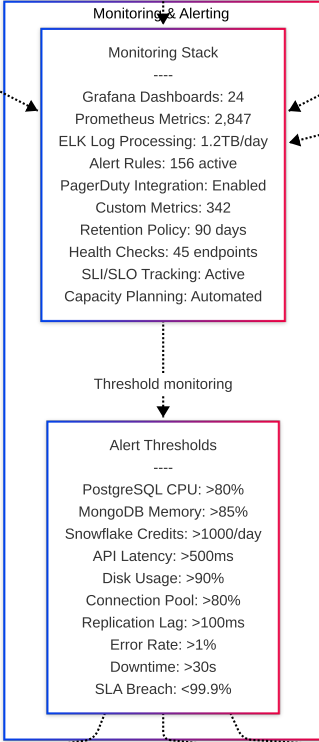 Monitoring & Alerting
Monitoring Stack
----
Grafana Dashboards: 24
Prometheus Metrics: 2,847
ELK Log Processing: 1.2TB/day
Alert Rules: 156 active
PagerDuty Integration: Enabled
Custom Metrics: 342
Retention Policy: 90 days
Health Checks: 45 endpoints
SLI/SLO Tracking: Active
Capacity Planning: Automated
Threshold monitoring
Alert Thresholds
----
PostgreSQL CPU: >80%
MongoDB Memory: >85%
Snowflake Credits: >1000/day
API Latency: >500ms
Disk Usage: >90%
Connection Pool: >80%
Replication Lag: >100ms
Error Rate: >1%
Downtime: >30s
SLA Breach: <99.9%